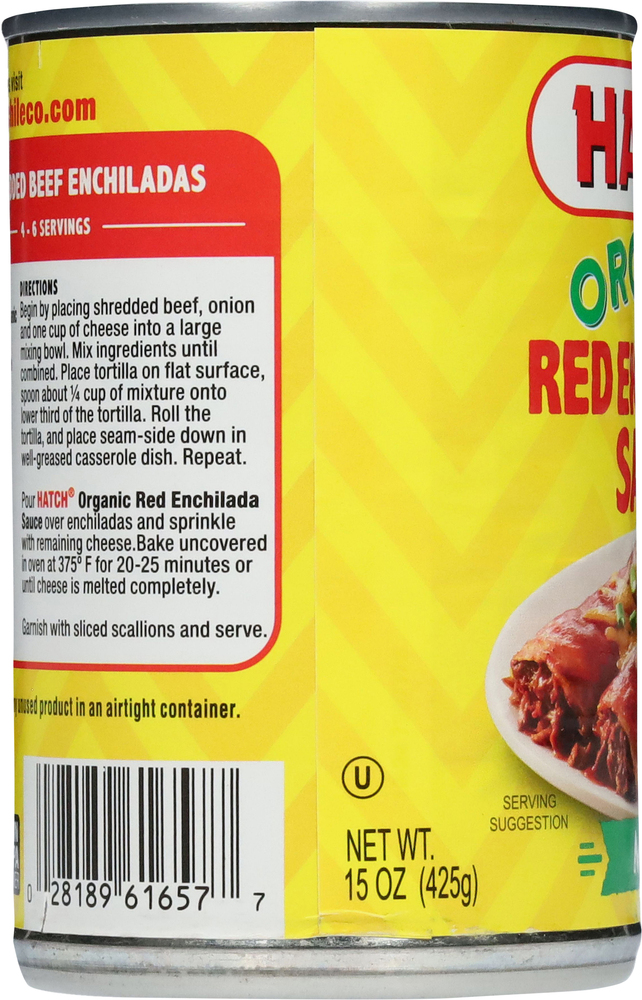 visit
ileco.com
BEEF ENCHILADAS
4 - 6 SERVINGS
DIRECTIONS
Begin by placing shredded beef, onion
and one cup of cheese into a large
mixing bowl. Mix ingredients until
combined. Place tortilla on flat surface,
spoon about ¼ cup of mixture onto
lower third of the tortilla. Roll the
tortilla, and place seam-side down in
well-greased casserole dish. Repeat.
Pour HATCH® Organic Red Enchilada
Sauce over enchiladas and sprinkle
with remaining cheese.Bake uncovered
in oven at 375° F for 20-25 minutes or
until cheese is melted completely.
Garnish with sliced scallions and serve.
unused product in an airtight container.
0 28189 61657 7
HA
ORG
RED E
SA
SERVING
SUGGESTION
U
NET WT.
15 OZ (425g)